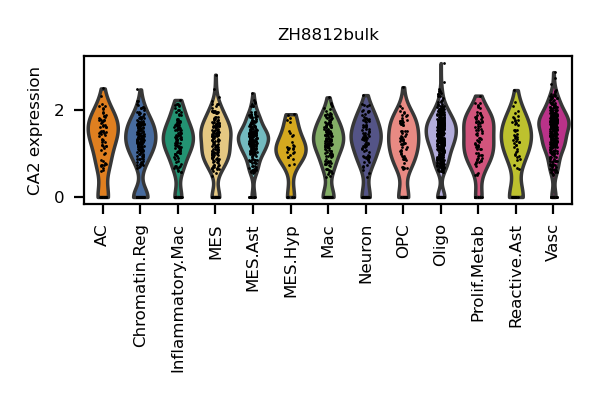 ZH8812bulk
CA2 expression
2
0
AC
Chromatin.Reg
Inflammatory.Mac
MES
MES.Ast
MES.Hyp
Mac
Neuron
OPC
Oligo
Prolif.Metab
Reactive.Ast
Vasc